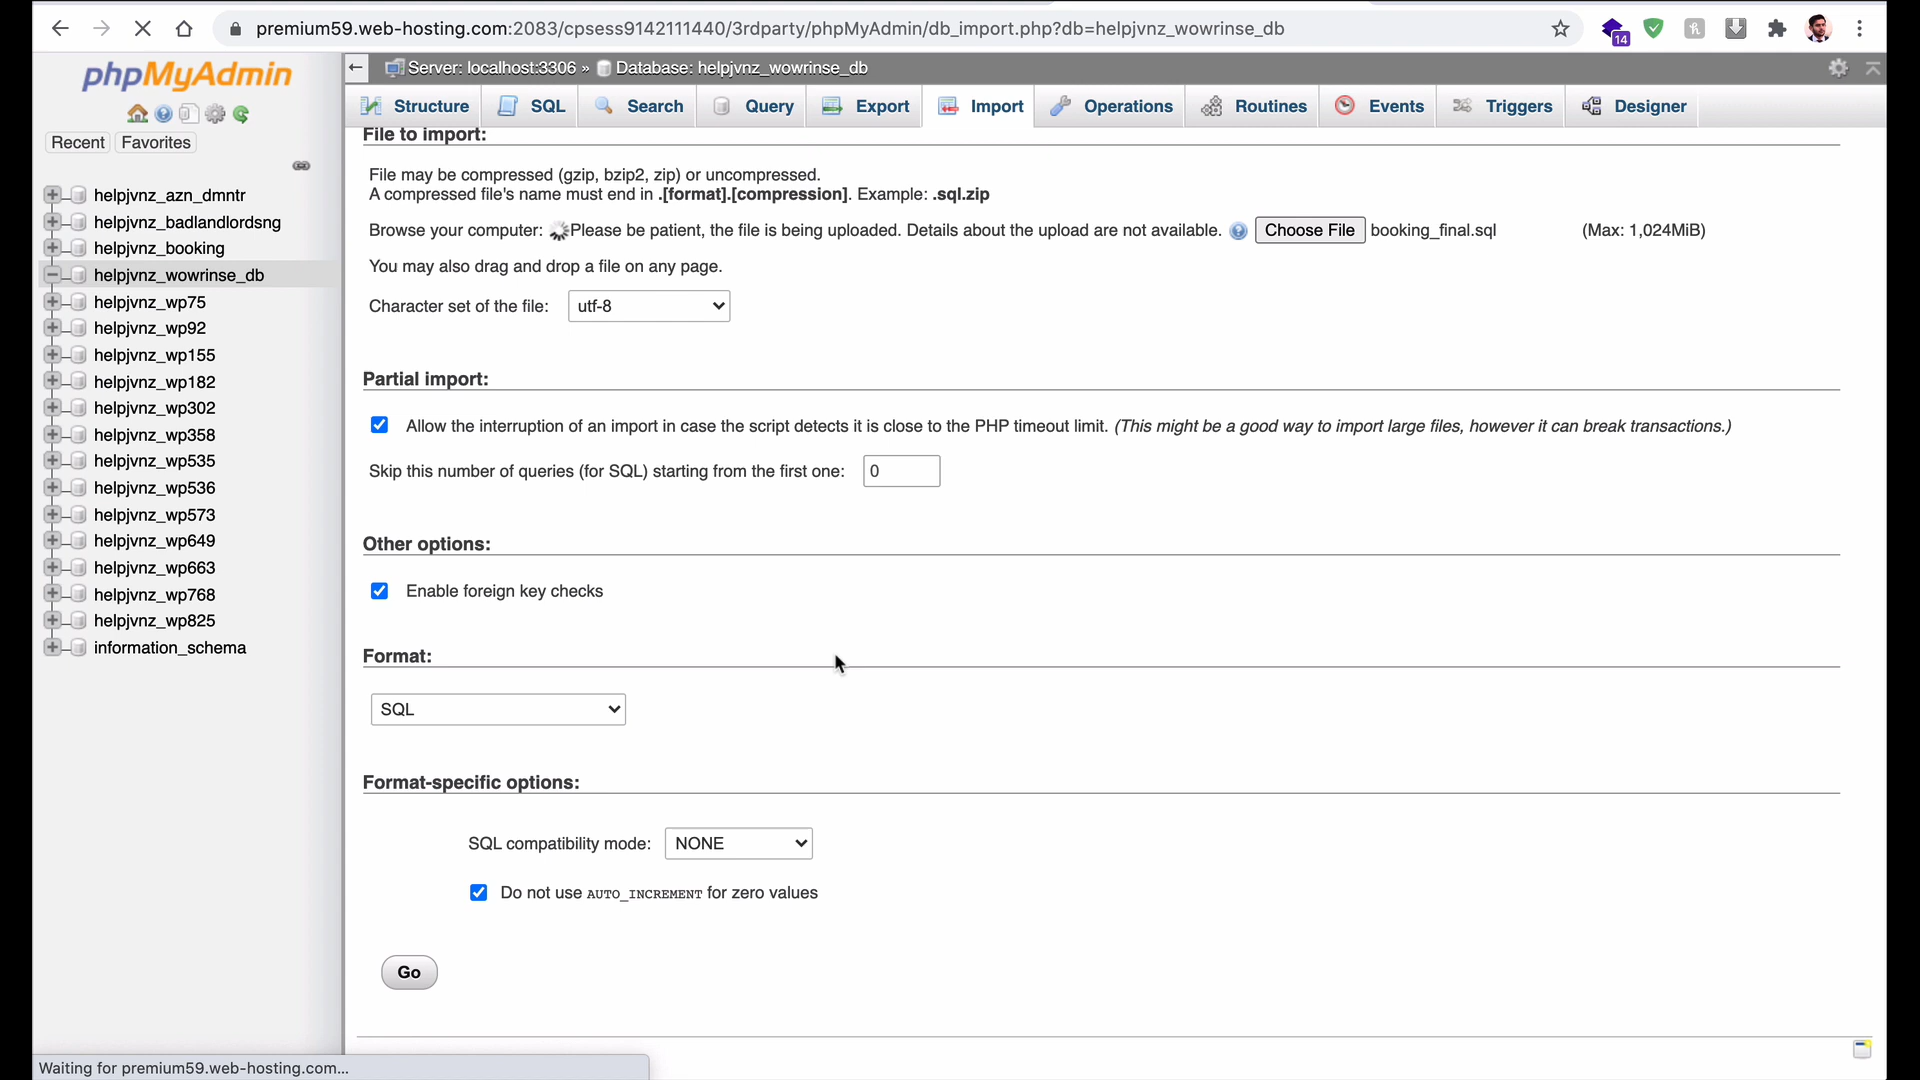 premium59.web-hosting.com:2083/cpsess9142111440/3rdparty/phpMyAdmin/db_import.php?db=helpjvnz_wowrinse_db
14
phpMyAdmin
Recent Favorites
helpjvnz_azn_dmntr
helpjvnz_badlandlordsng
helpjvnz_booking
helpjvnz_wowrinse_db
helpjvnz_wp75
helpjvnz_wp92
helpjvnz_wp155
helpjvnz_wp182
helpjvnz_wp302
helpjvnz_wp358
helpjvnz_wp535
helpjvnz_wp536
helpjvnz_wp573
helpjvnz_wp649
helpjvnz_wp663
helpjvnz_wp768
helpjvnz_wp825
information_schema
Server: localhost:3306 » Database: helpjvnz_wowrinse_db
Structure SQL Search Query Export Import Operations Routines Events Triggers Designer
File to import:
File may be compressed (gzip, bzip2, zip) or uncompressed.
A compressed file's name must end in .[format].[compression]. Example: .sql.zip
Browse your computer: Please be patient, the file is being uploaded. Details about the upload are not available. Choose File booking_final.sql (Max: 1,024MiB)
You may also drag and drop a file on any page.
Character set of the file: utf-8
Partial import:
Allow the interruption of an import in case the script detects it is close to the PHP timeout limit. (This might be a good way to import large files, however it can break transactions.)
Skip this number of queries (for SQL) starting from the first one: 0
Other options:
Enable foreign key checks
Format:
SQL
Format-specific options:
SQL compatibility mode: NONE
Do not use AUTO_INCREMENT for zero values
Go
Waiting for premium59.web-hosting.com...